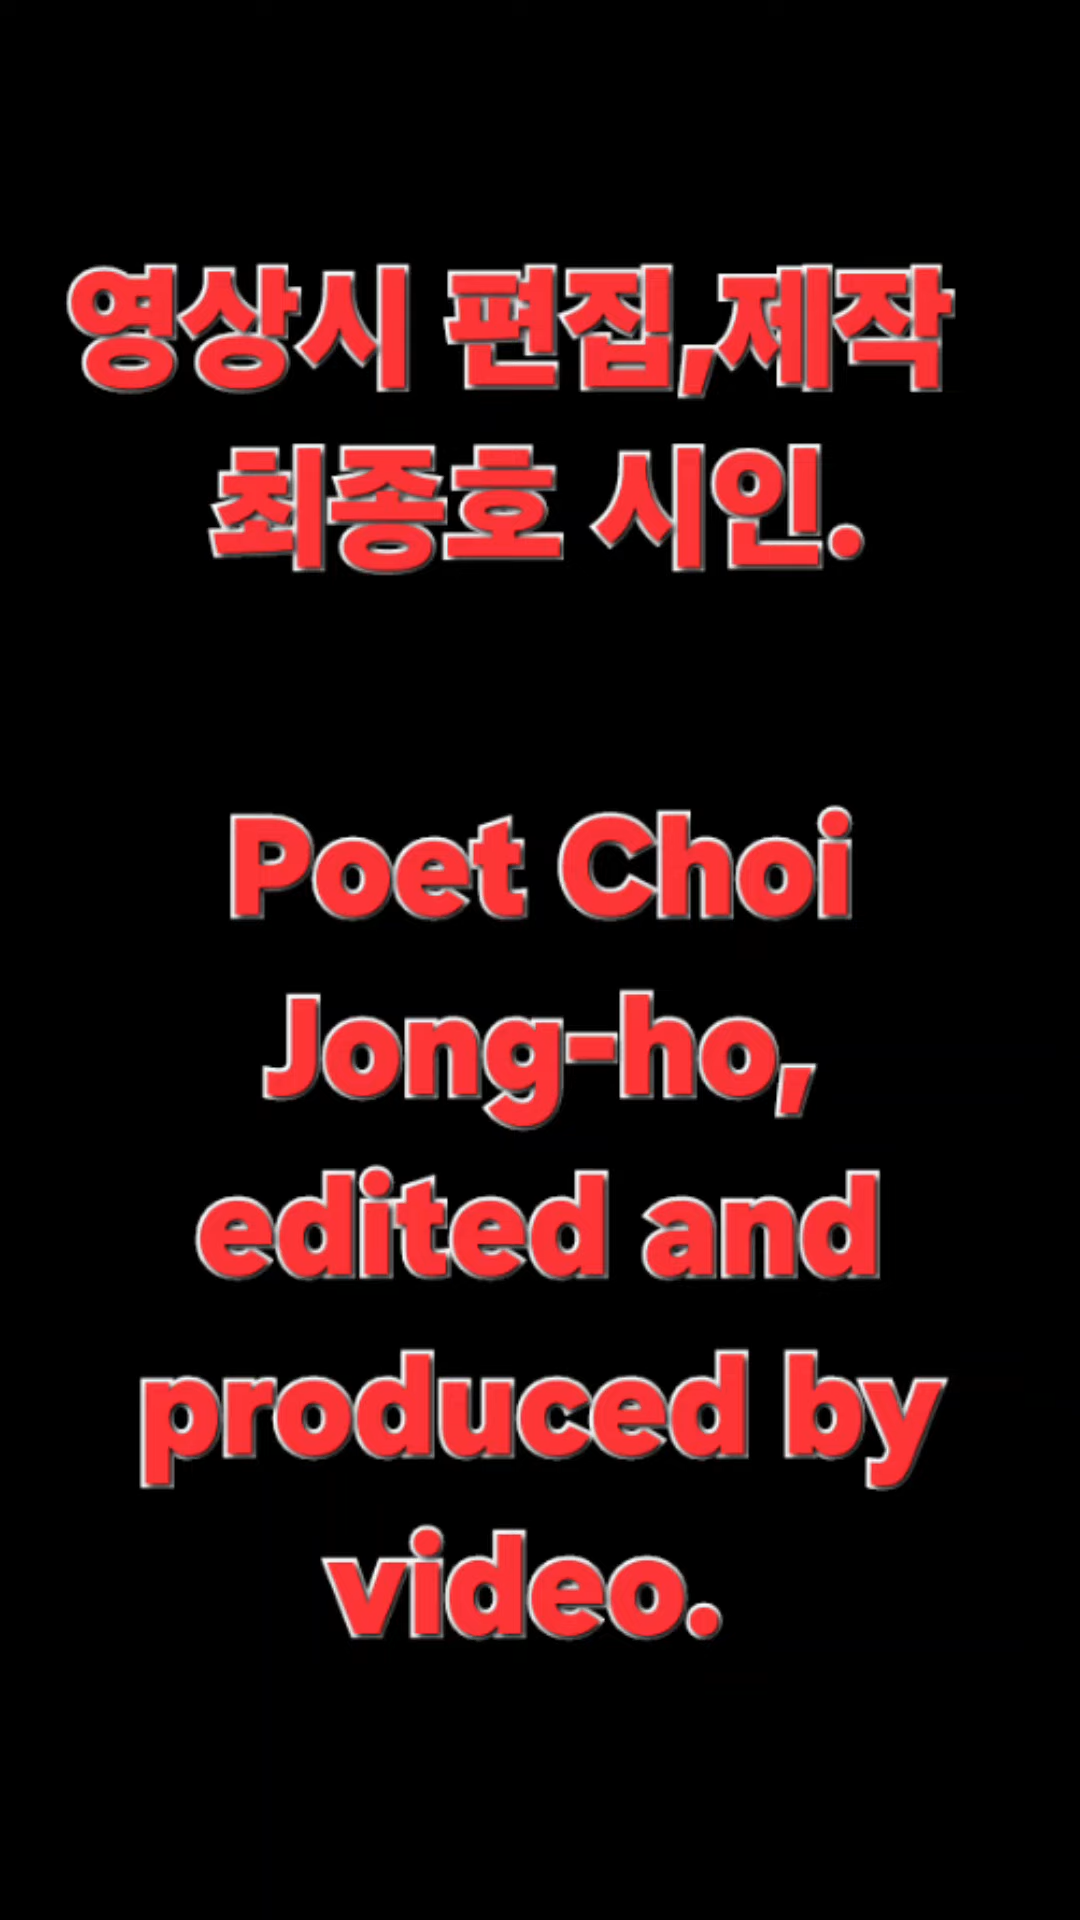 영상시 편집,제작
최종호 시인.
Poet Choi
Jong-ho,
edited and
produced by
video.